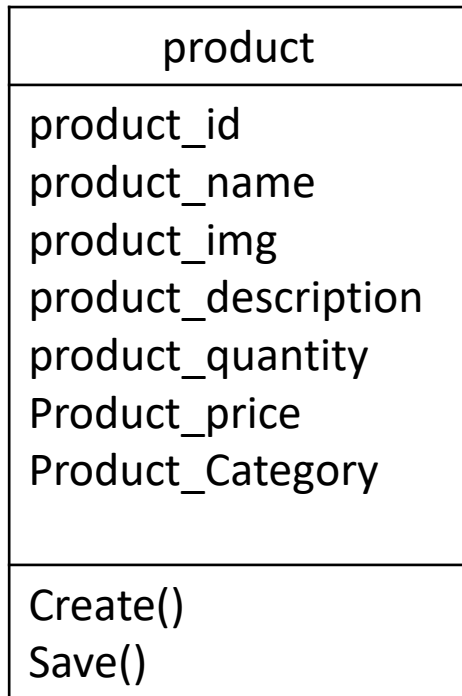 product
product_id
product_name
product_img
product_description
product_quantity
Product_price
Product_Category
Create()
Save()